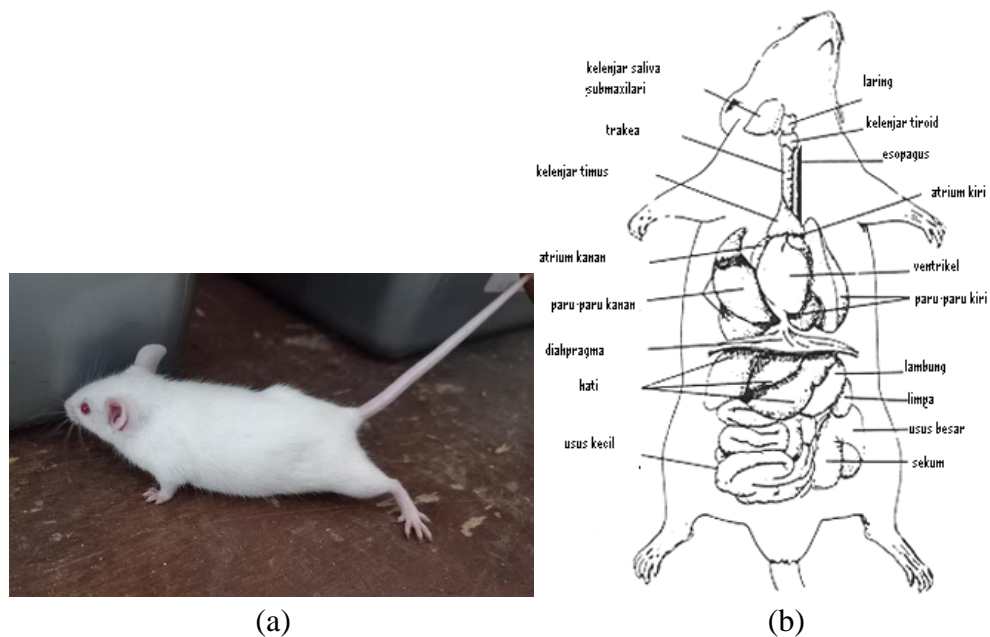 kelenjar saliva
submaxilari
trakea
kelenjar timus
atrium kanan
paru-paru kanan
diahpragma
hati
usus kecil
laring
kelenjar tiroid
esopagus
atrium kiri
ventrikel
paru-paru kiri
lambung
limpa
usus besar
sekum
(a)
(b)